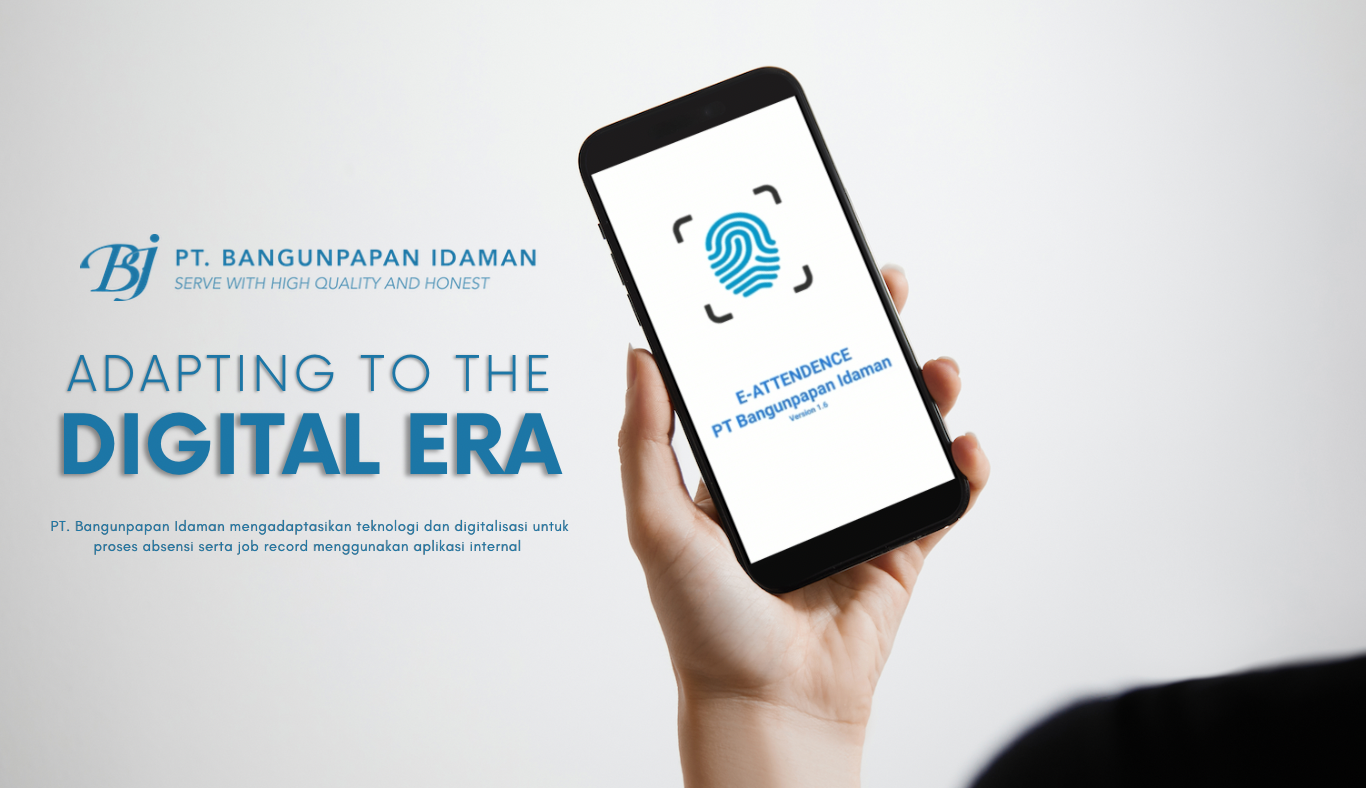 Bj
PT. BANGUNPAPAN IDAMAN
SERVE WITH HIGH QUALITY AND HONEST
ADAPTING TO THE
DIGITAL ERA
PT. Bangunpapan Idaman mengadaptasikan teknologi dan digitalisasi untuk
proses absensi serta job record menggunakan aplikasi internal
E-ATTENDENCE
PT Bangunpapan Idaman
Version 1.6